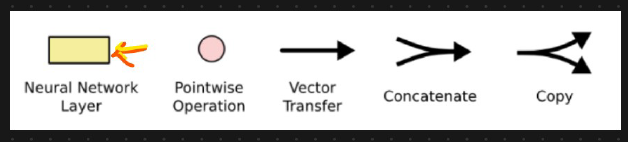 Neural Network
Layer
Pointwise
Operation
Vector
Transfer
Concatenate
Copy